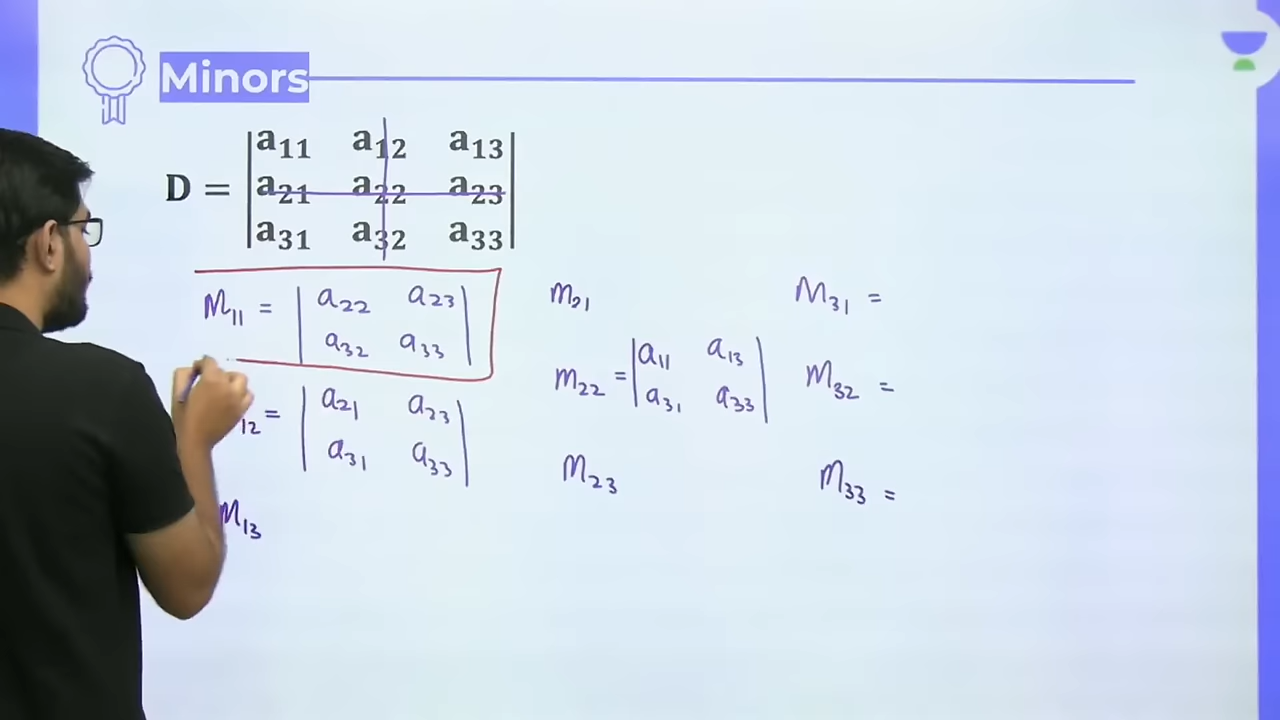 Minors
D = | a11 a12 a13 |
| a21 a22 a23 |
| a31 a32 a33 |
M11 = | a22 a23 |
| a32 a33 |
12 = | a21 a23 |
| a31 a33 |
M13
M21
M22 = | a11 a13 |
| a31 a33 |
M23
M31 =
M32 =
M33 =